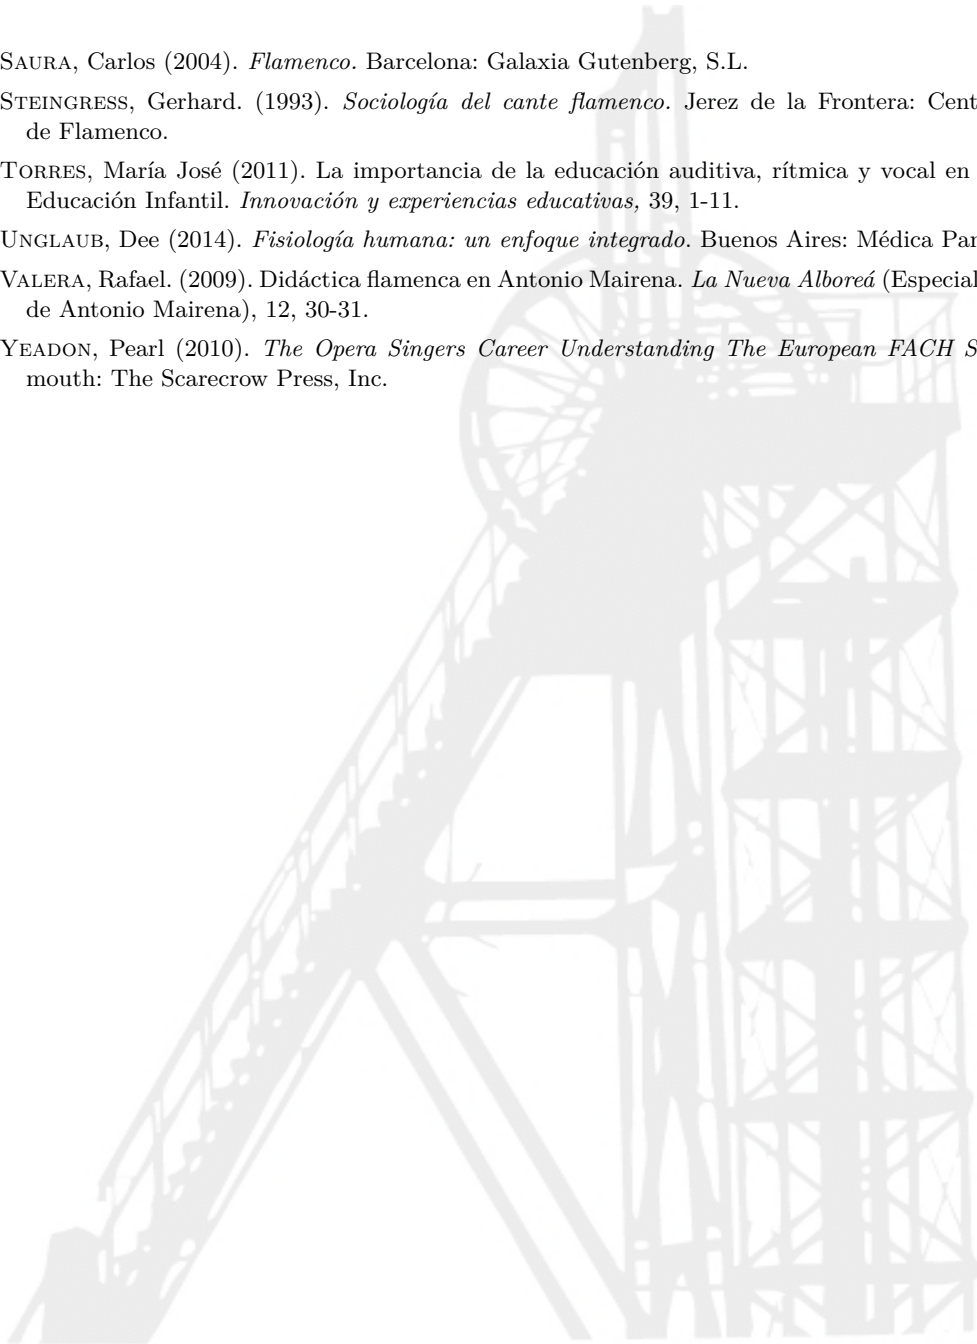 SAURA, Carlos (2004). Flamenco. Barcelona: Galaxia Gutenberg, S.L.
STEINGRESS, Gerhard. (1993). Sociología del cante flamenco. Jerez de la Frontera: Cent
de Flamenco.
TORRES, María José (2011). La importancia de la educación auditiva, rítmica y vocal en
Educación Infantil. Innovación y experiencias educativas, 39, 1-11.
UNGLAUB, Dee (2014). Fisiología humana: un enfoque integrado. Buenos Aires: Médica Pan
VALERA, Rafael. (2009). Didáctica flamenca en Antonio Mairena. La Nueva Alboreá (Especial
de Antonio Mairena), 12, 30-31.
YEADON, Pearl (2010). The Opera Singers Career Understanding The European FACH S
mouth: The Scarecrow Press, Inc.